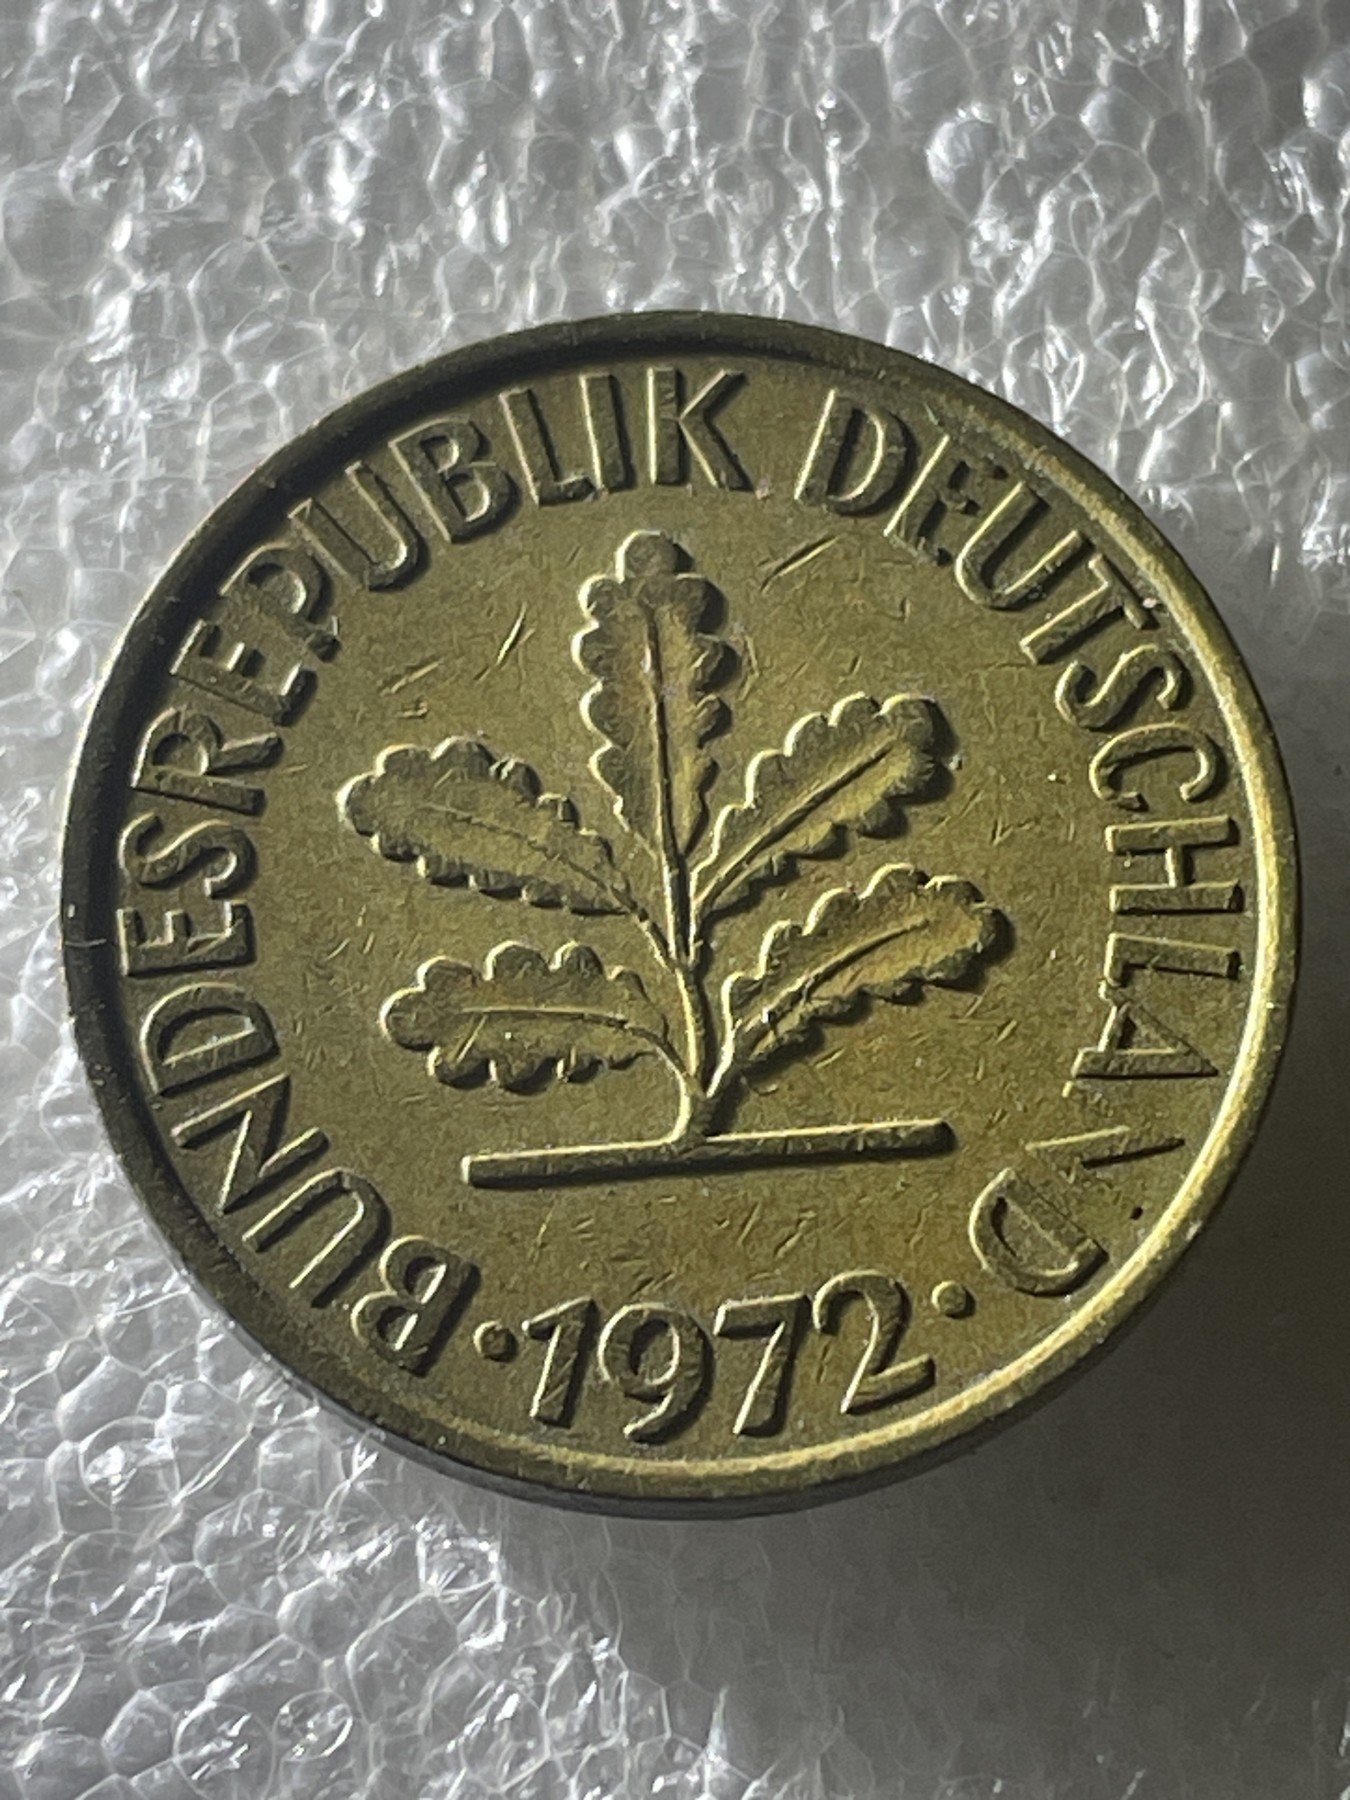 BUNDESREPUBLIK DEUTSCHLAND
· 1972 ·